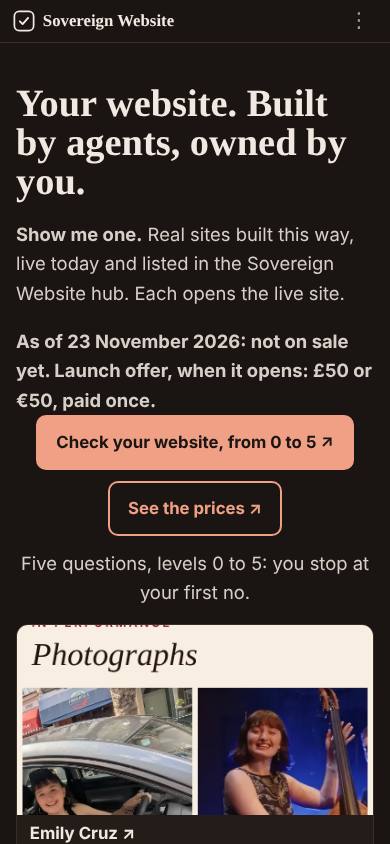 Sovereign Website
Your website. Built
by agents, owned by
you.
Show me one. Real sites built this way,
live today and listed in the Sovereign
Website hub. Each opens the live site.
As of 23 November 2026: not on sale
yet. Launch offer, when it opens: £50 or
€50, paid once.
Check your website, from 0 to 5 ↗
See the prices ↗
Five questions, levels 0 to 5: you stop at
your first no.
IN PERFORMANCE
Photographs
Emily Cruz ↗